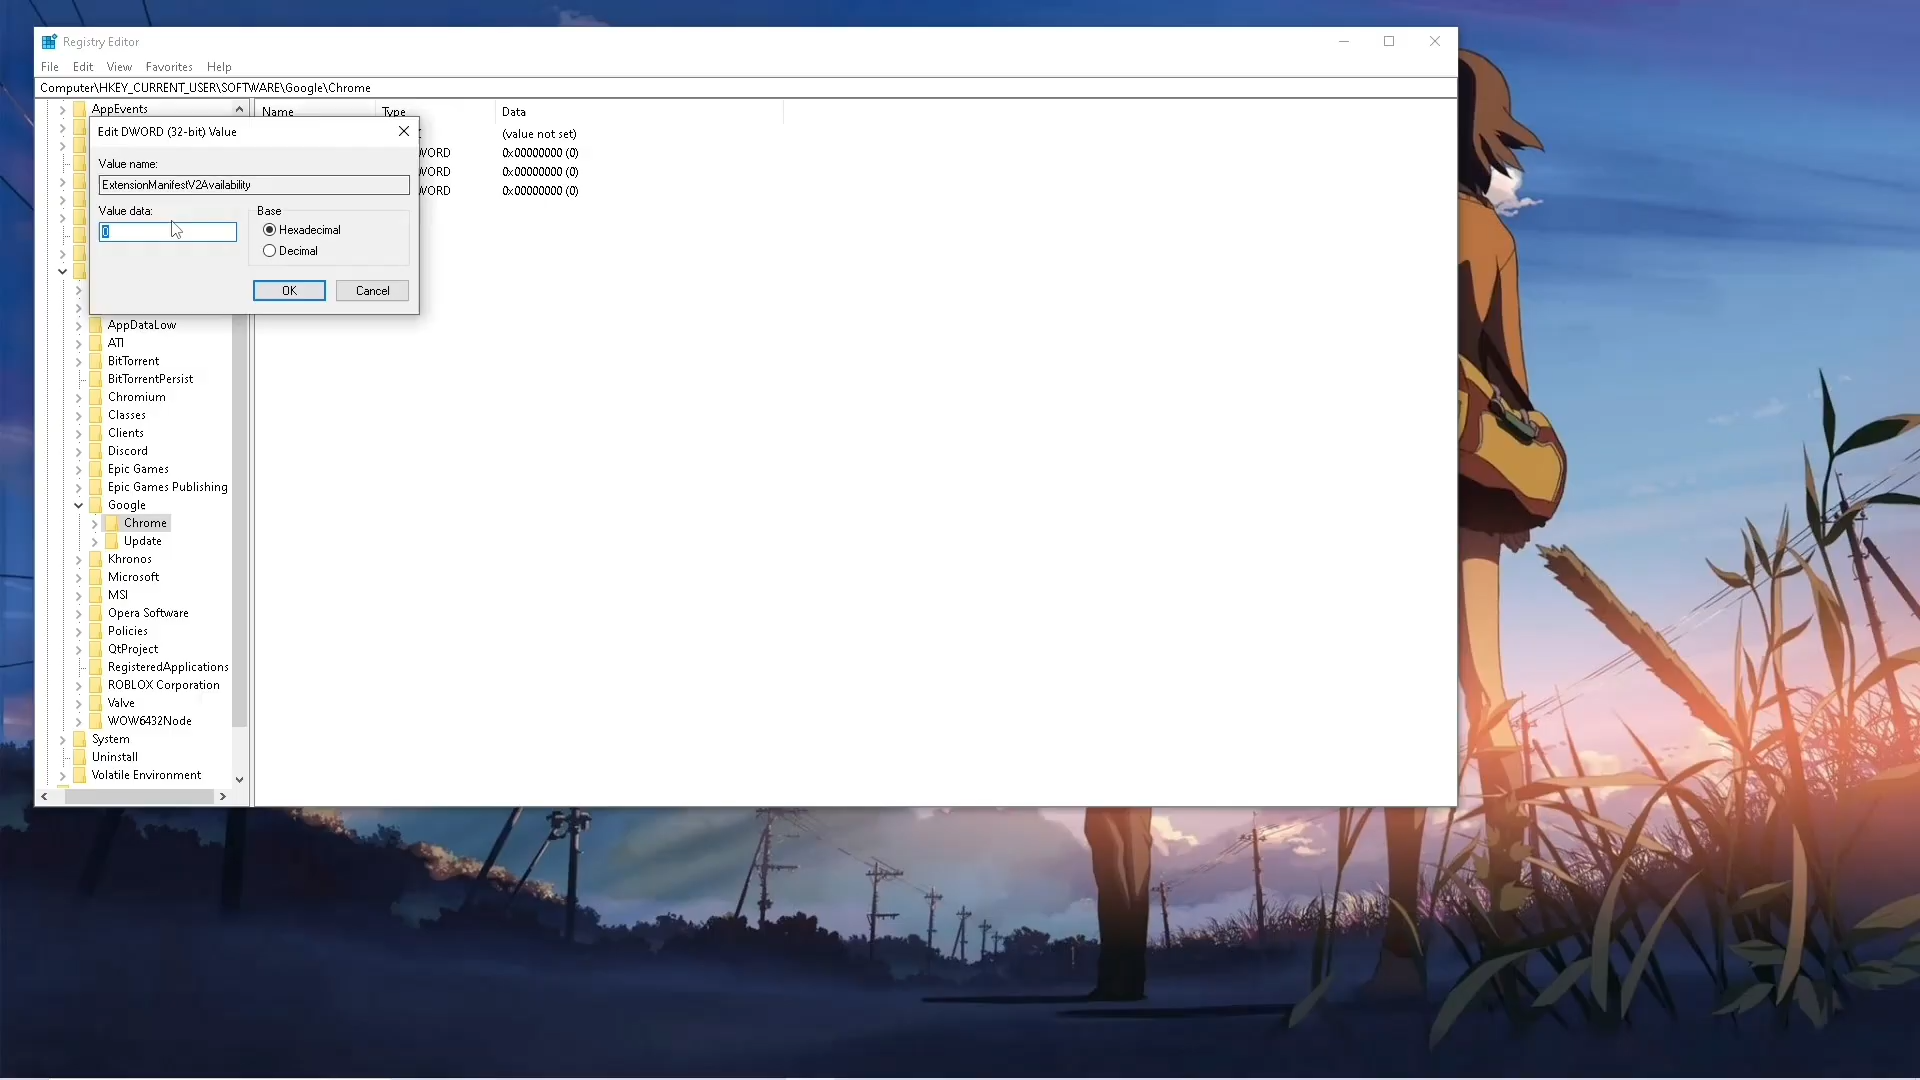 Registry Editor
File Edit View Favorites Help
Computer\HKEY_CURRENT_USER\SOFTWARE\Google\Chrome
AppEvents
Name Type Data
Edit DWORD (32-bit) Value
(value not set)
WORD 0x00000000 (0)
WORD 0x00000000 (0)
WORD 0x00000000 (0)
Value name:
ExtensionManifestV2Availability
Value data:
0
Base
Hexadecimal
Decimal
OK Cancel
AppDataLow
ATI
BitTorrent
BitTorrentPersist
Chromium
Classes
Clients
Discord
Epic Games
Epic Games Publishing
Google
Chrome
Update
Khronos
Microsoft
MSI
Opera Software
Policies
QtProject
RegisteredApplications
ROBLOX Corporation
Valve
WOW6432Node
System
Uninstall
Volatile Environment